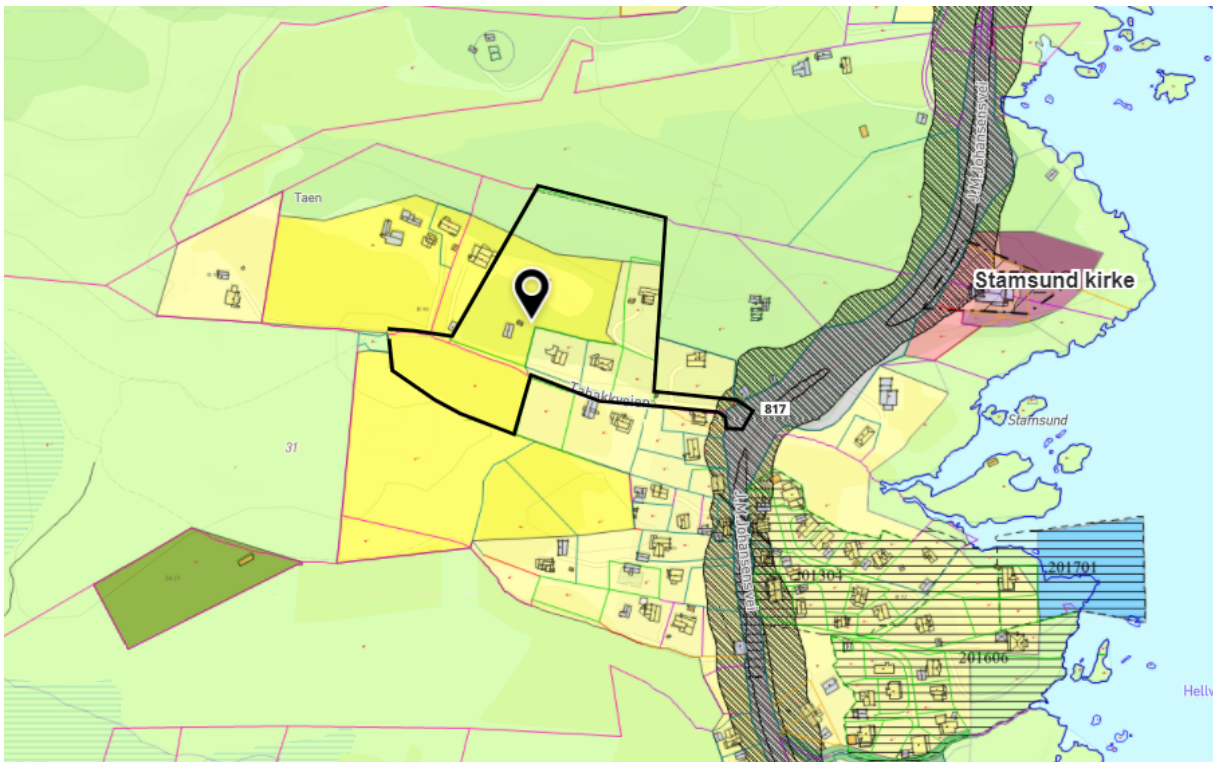 J.M.Johansensvei
Taen
Stamsund kirke
Tabakkveien
817
Stamsund
31
J.M.Johansensvei
201304
201701
201606
Hellv